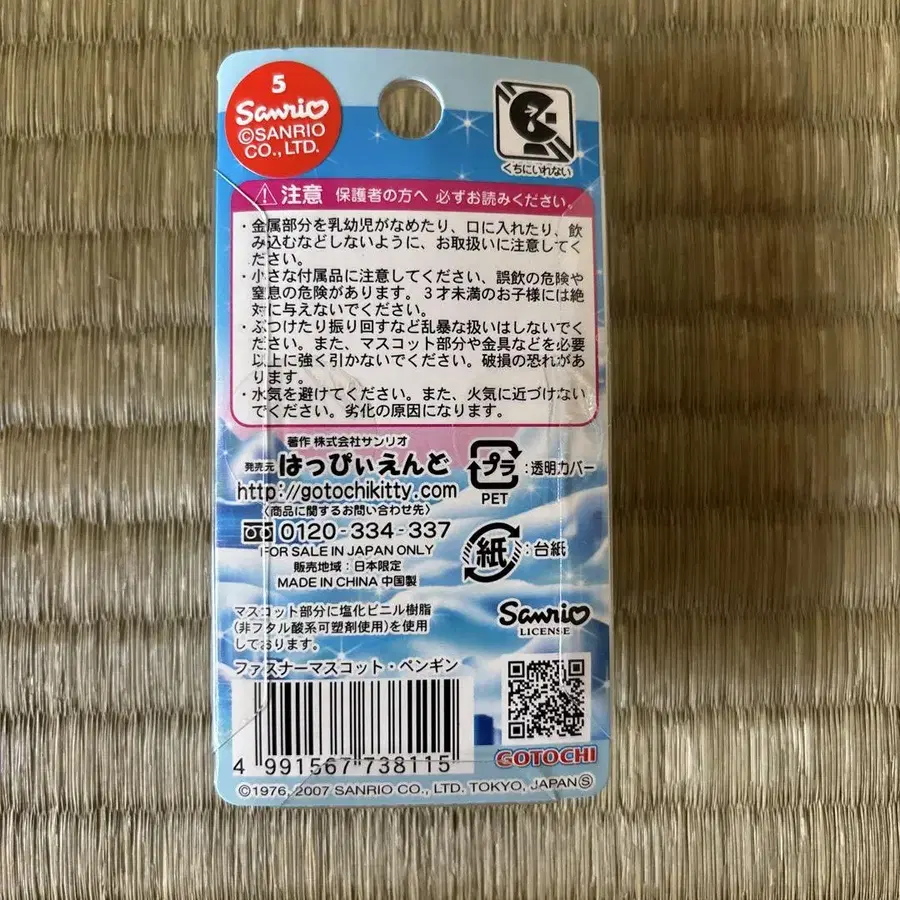 5
Sanrio
©SANRIO
CO., LTD.
くちにいれない
注意 保護者の方へ 必ずお読みください。
・金属部分を乳幼児がなめたり、口に入れたり、飲
み込むなどしないように、お取扱いに注意してく
ださい。
・小さな付属品に注意してください、誤飲の危険や
窒息の危険があります。3才未満のお子様には絶
対に与えないでください。
・ぶつけたり振り回すなど乱暴な扱いはしないでく
ださい。また、マスコット部分や金具などを必要
以上に強く引かないでください。破損の恐れがあ
ります。
・水気を避けてください。また、火気に近づけない
でください。劣化の原因になります。
著作 株式会社サンリオ
発売元 はっぴぃえんど
http://gotochikitty.com
〈商品に関するお問い合わせ先〉
0120-334-337
FOR SALE IN JAPAN ONLY
販売地域：日本限定
MADE IN CHINA 中国製
プラ：透明カバー
PET
紙：台紙
マスコット部分に塩化ビニル樹脂
(非フタル酸系可塑剤使用)を使用
しております。
Sanrio
LICENSE
ファスナーマスコット・ペンギン
4 991567 738115
GOTOCHI
©1976, 2007 SANRIO CO., LTD. TOKYO, JAPAN Ⓢ